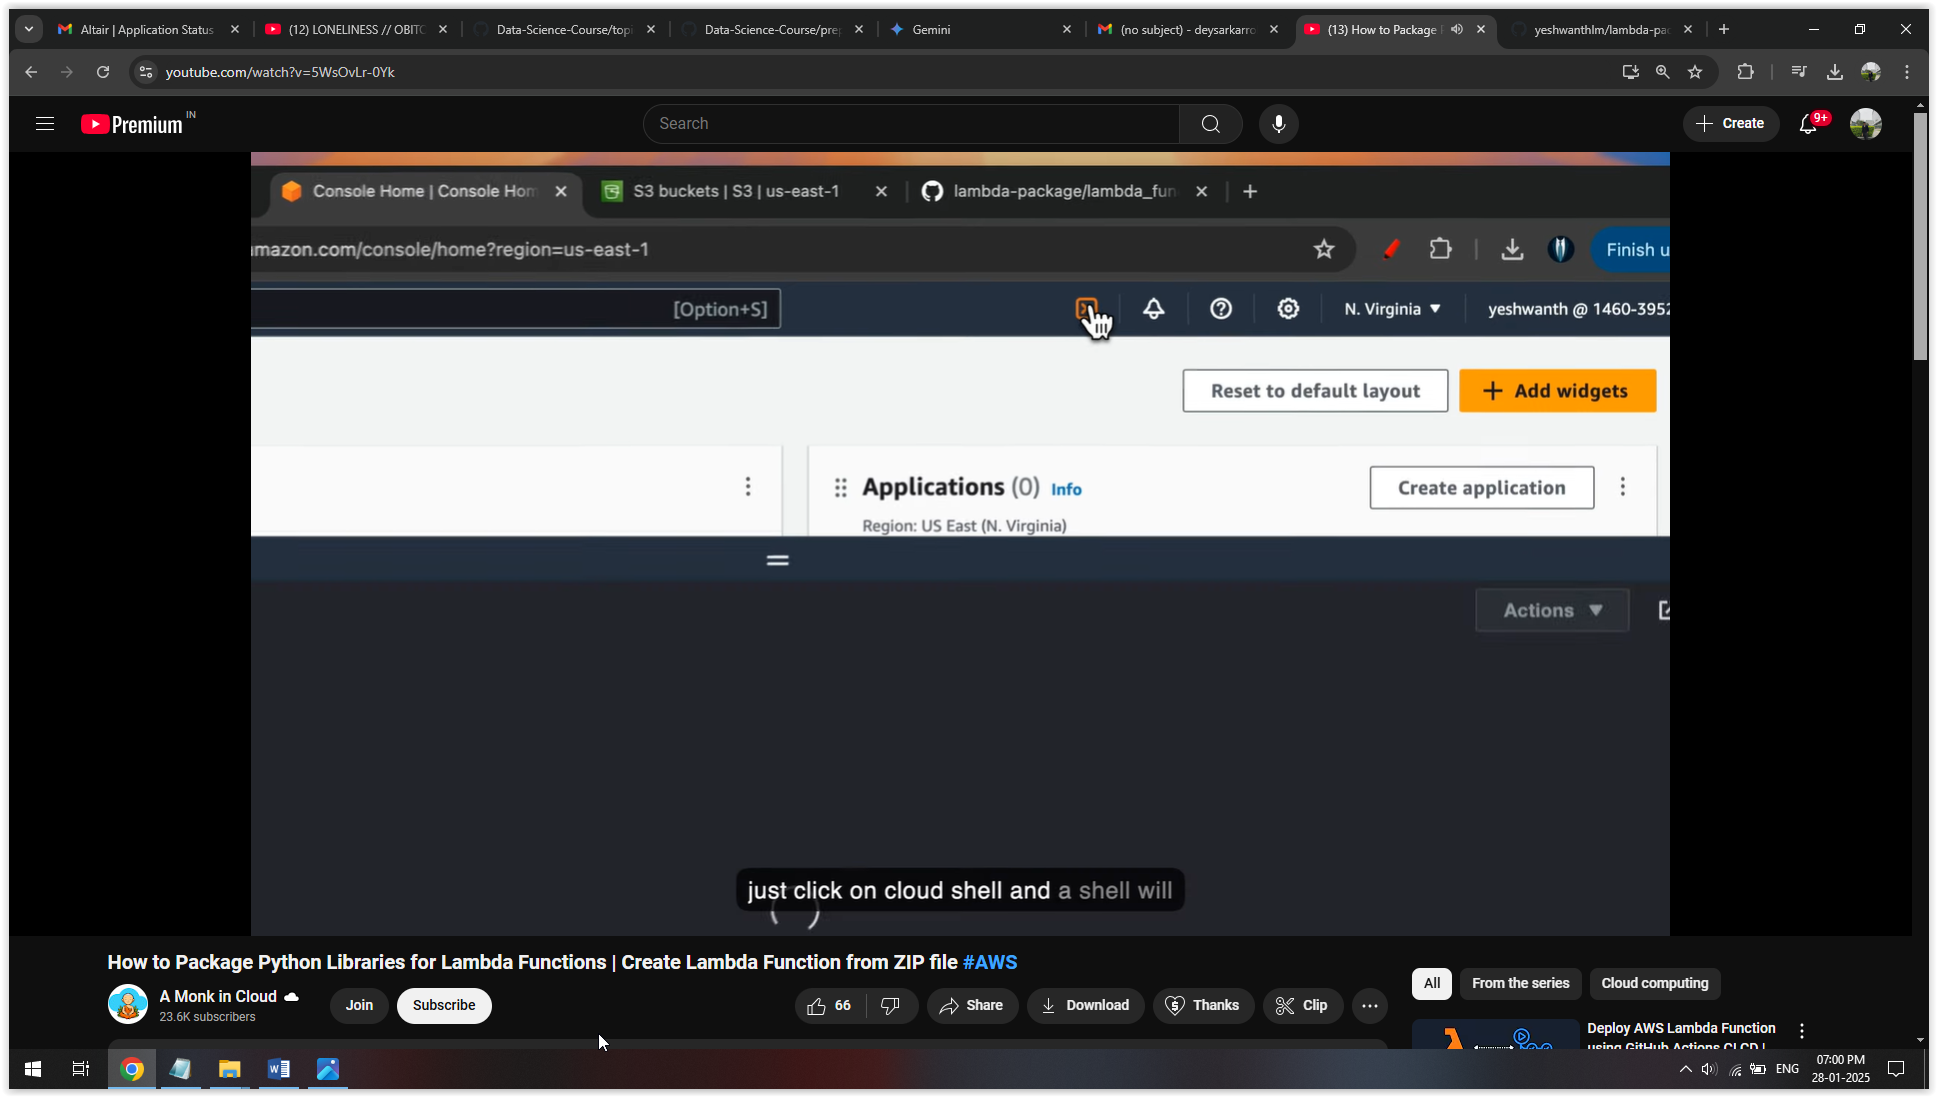 Altair | Application Status
(12) LONELINESS // OBITO
Data-Science-Course/topi
Data-Science-Course/prep
Gemini
(no subject) - deysarkarro
(13) How to Package
yeshwanthlm/lambda-pac
youtube.com/watch?v=5WsOvLr-0Yk
Premium IN
Search
Create
9+
Console Home | Console Hom
S3 buckets | S3 | us-east-1
lambda-package/lambda_fun
mazon.com/console/home?region=us-east-1
Finish u
[Option+S]
N. Virginia
yeshwanth @ 1460-3952
Reset to default layout
+ Add widgets
Applications (0) Info
Create application
Region: US East (N. Virginia)
Actions
just click on cloud shell and a shell will
How to Package Python Libraries for Lambda Functions | Create Lambda Function from ZIP file #AWS
A Monk in Cloud
23.6K subscribers
Join
Subscribe
66
Share
Download
Thanks
Clip
All
From the series
Cloud computing
Deploy AWS Lambda Function
using GitHub Actions CI CD |
ENG
07:00 PM
28-01-2025